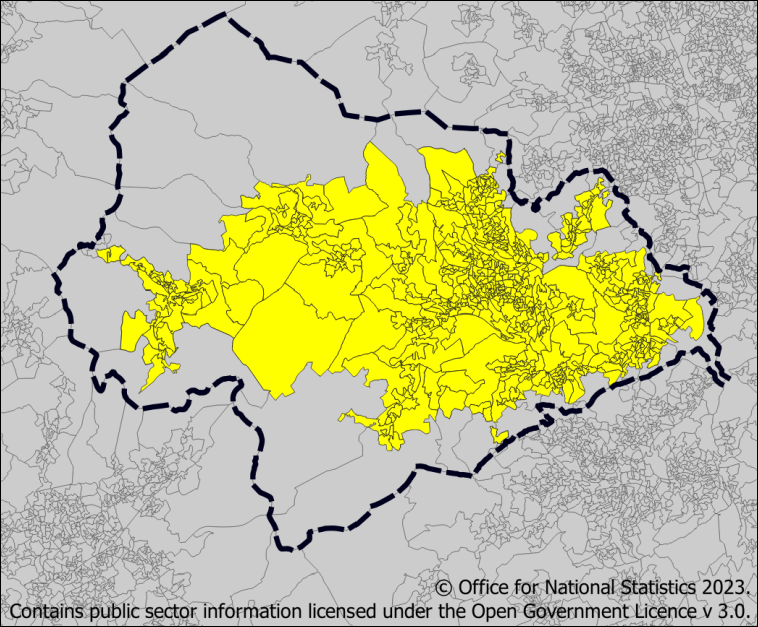 © Office for National Statistics 2023.
Contains public sector information licensed under the Open Government Licence v 3.0.